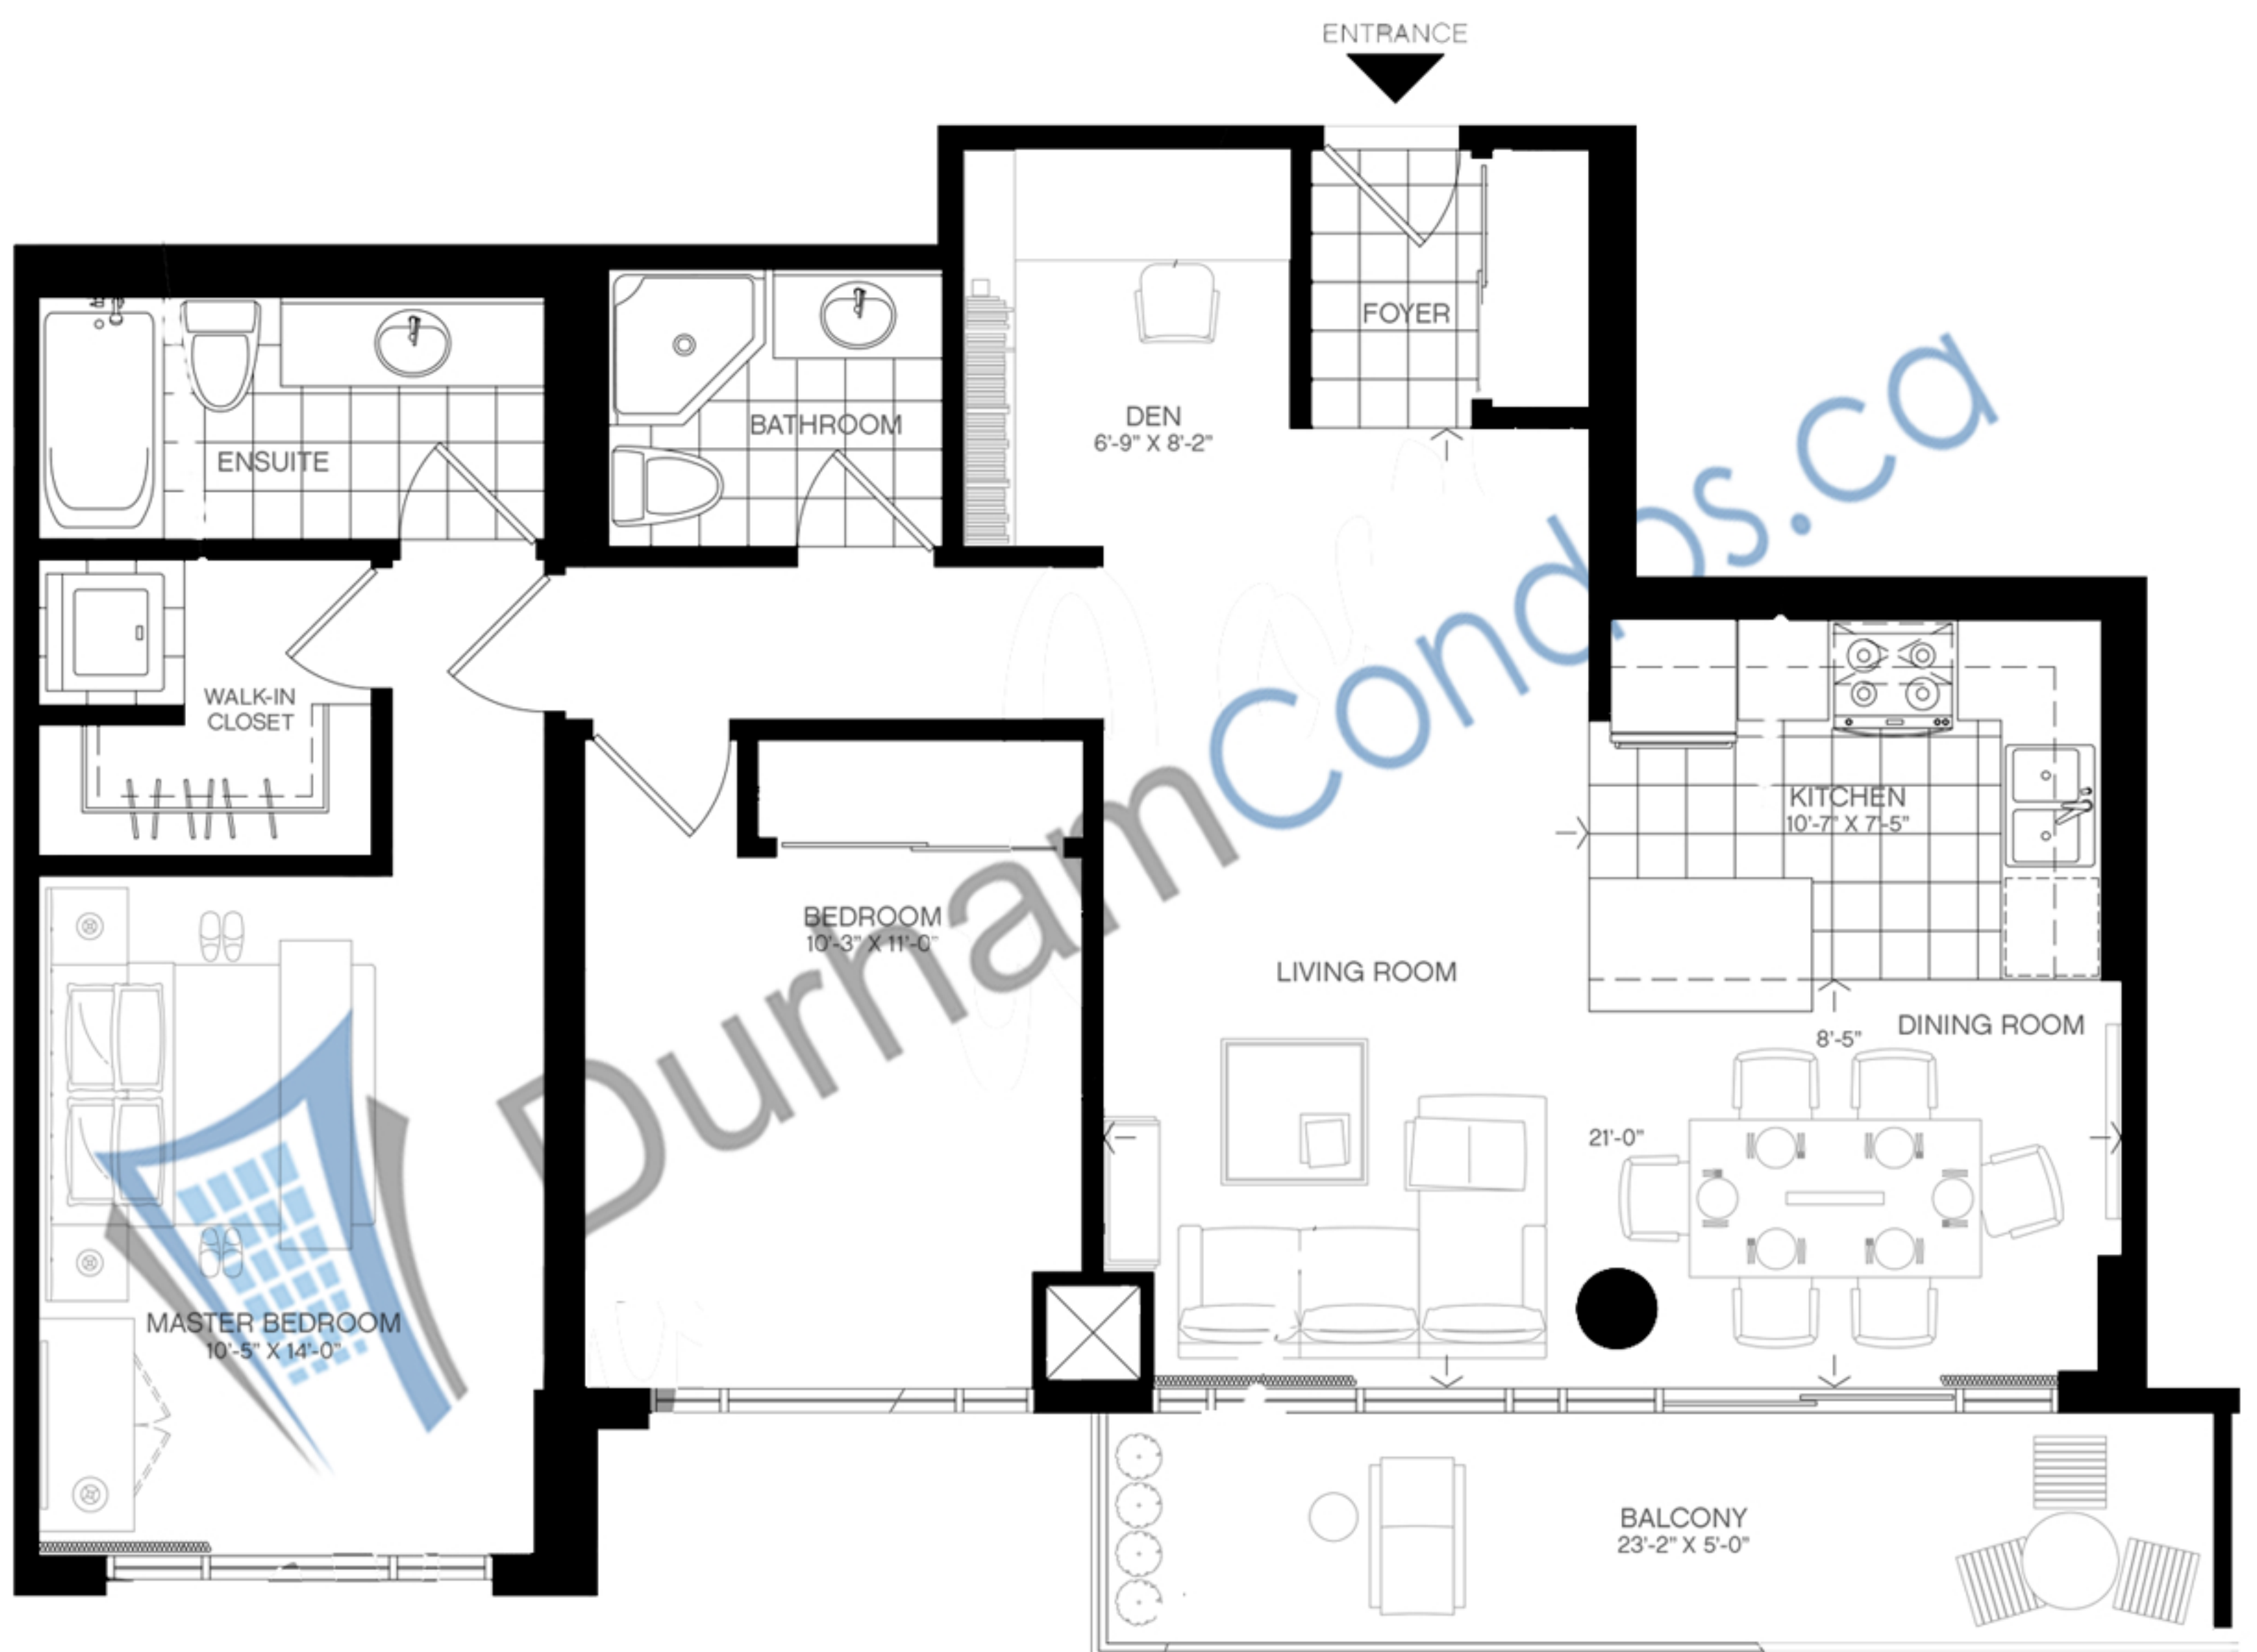 ENTRANCE
FOYER
DEN
6'-9" X 8'-2"
BATHROOM
ENSUITE
WALK-IN
CLOSET
KITCHEN
10'-7" X 7'-5"
BEDROOM
10'-3" X 11'-0"
LIVING ROOM
DINING ROOM
8'-5"
21'-0"
MASTER BEDROOM
10'-5" X 14'-0"
BALCONY
23'-2" X 5'-0"
DurhamCondos.ca